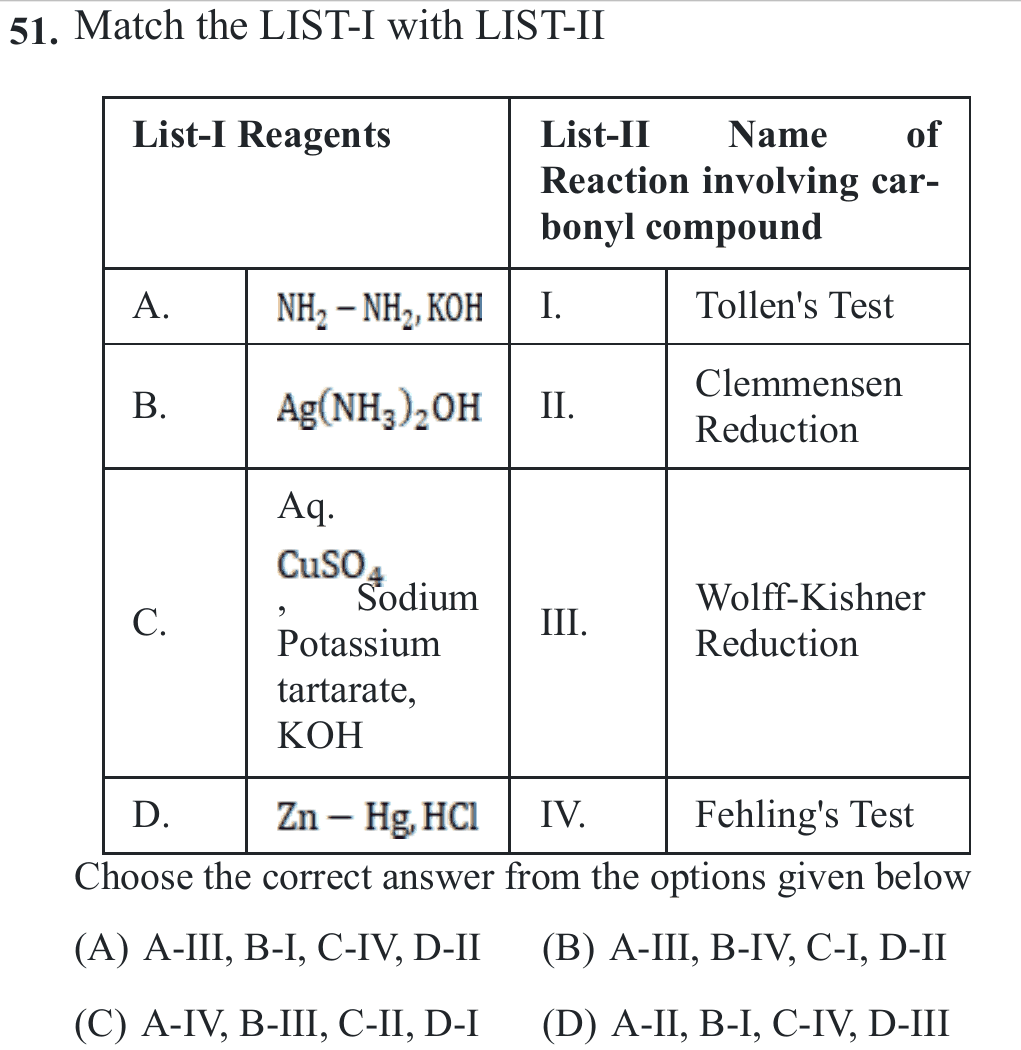 51. Match the LIST-I with LIST-II
List-I Reagents
List-II Name of
Reaction involving car-
bonyl compound
A.
NH₂ – NH₂, KOH
I.
Tollen's Test
B.
Ag(NH₃)₂OH
II.
Clemmensen
Reduction
C.
Aq.
CuSO₄
, Sodium
Potassium
tartarate,
KOH
III.
Wolff-Kishner
Reduction
D.
Zn – Hg, HCl
IV.
Fehling's Test
Choose the correct answer from the options given below
(A) A-III, B-I, C-IV, D-II (B) A-III, B-IV, C-I, D-II
(C) A-IV, B-III, C-II, D-I (D) A-II, B-I, C-IV, D-III